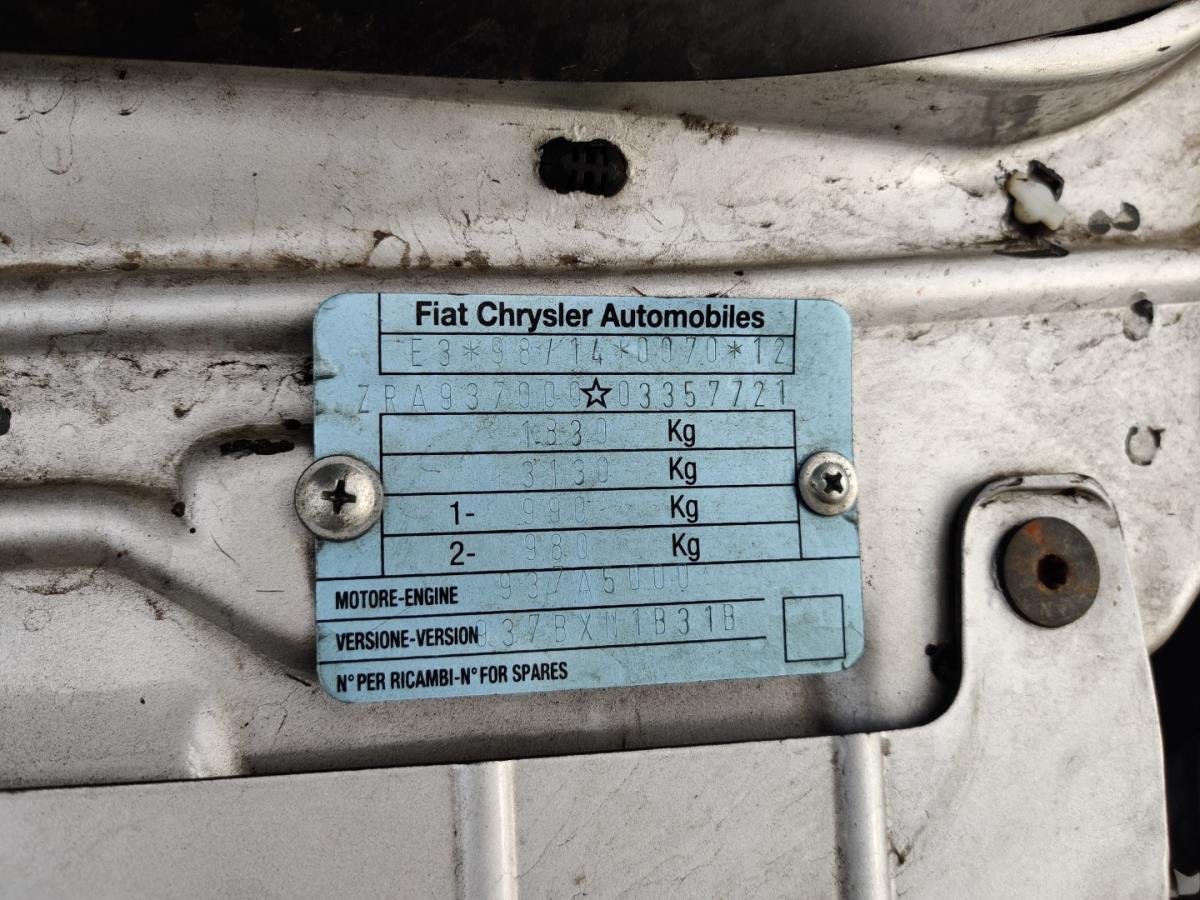 Fiat Chrysler Automobiles
E3*98/14*0070*12
ZRA937000☆03357721
1830 Kg
3130 Kg
1- 990 Kg
2- 980 Kg
MOTORE-ENGINE 937A5000
VERSIONE-VERSION 937BXN1B31B
N° PER RICAMBI-N° FOR SPARES